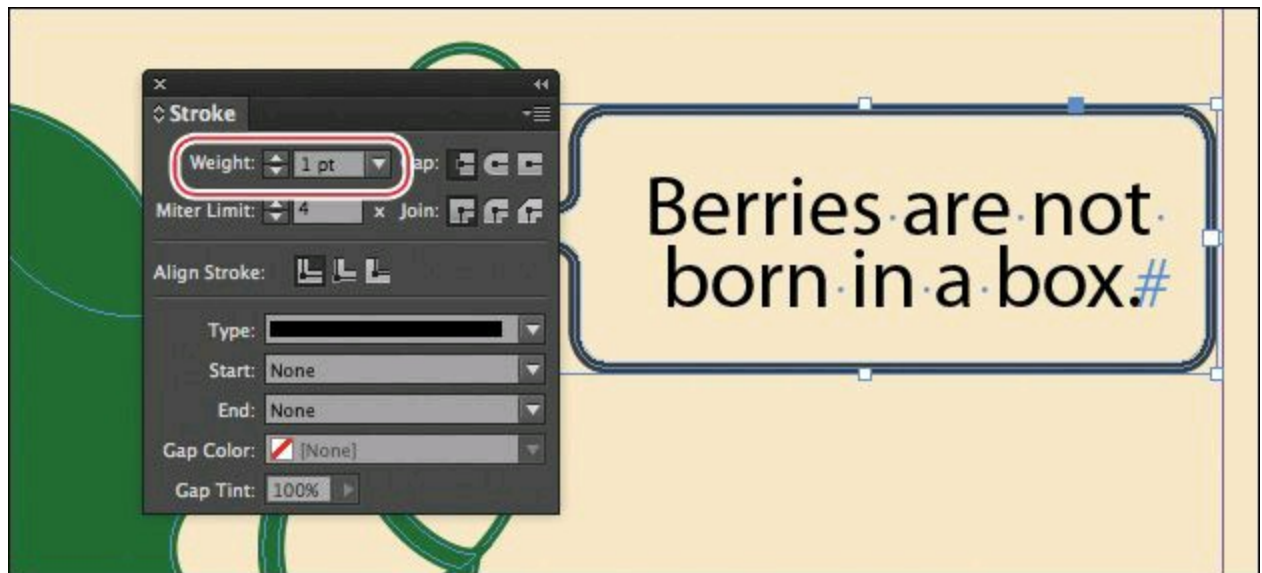 Stroke
Weight: 1 pt Cap:
Miter Limit: 4 x Join:
Align Stroke:
Type:
Start: None
End: None
Gap Color: [None]
Gap Tint: 100%
Berries are not
born in a box.#